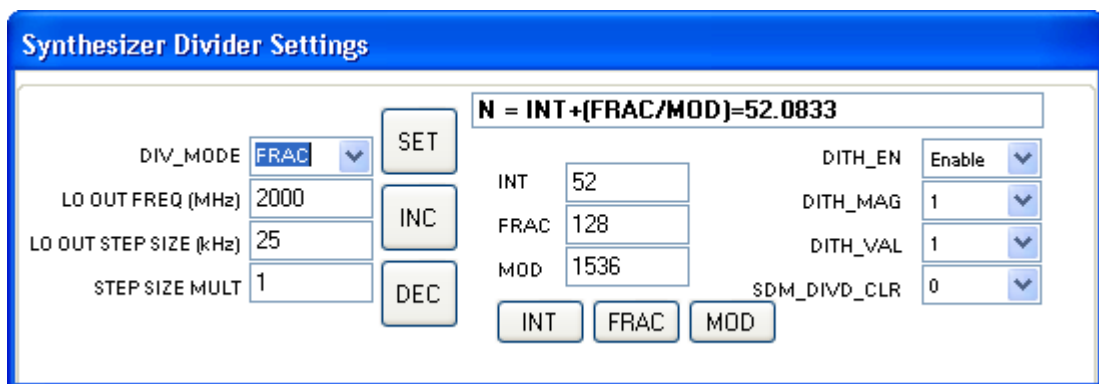 Synthesizer Divider Settings
N = INT+(FRAC/MOD)=52.0833
DIV_MODE FRAC
LO OUT FREQ (MHz) 2000
LO OUT STEP SIZE (kHz) 25
STEP SIZE MULT 1
SET
INC
DEC
INT 52
FRAC 128
MOD 1536
INT FRAC MOD
DITH_EN Enable
DITH_MAG 1
DITH_VAL 1
SDM_DIVD_CLR 0